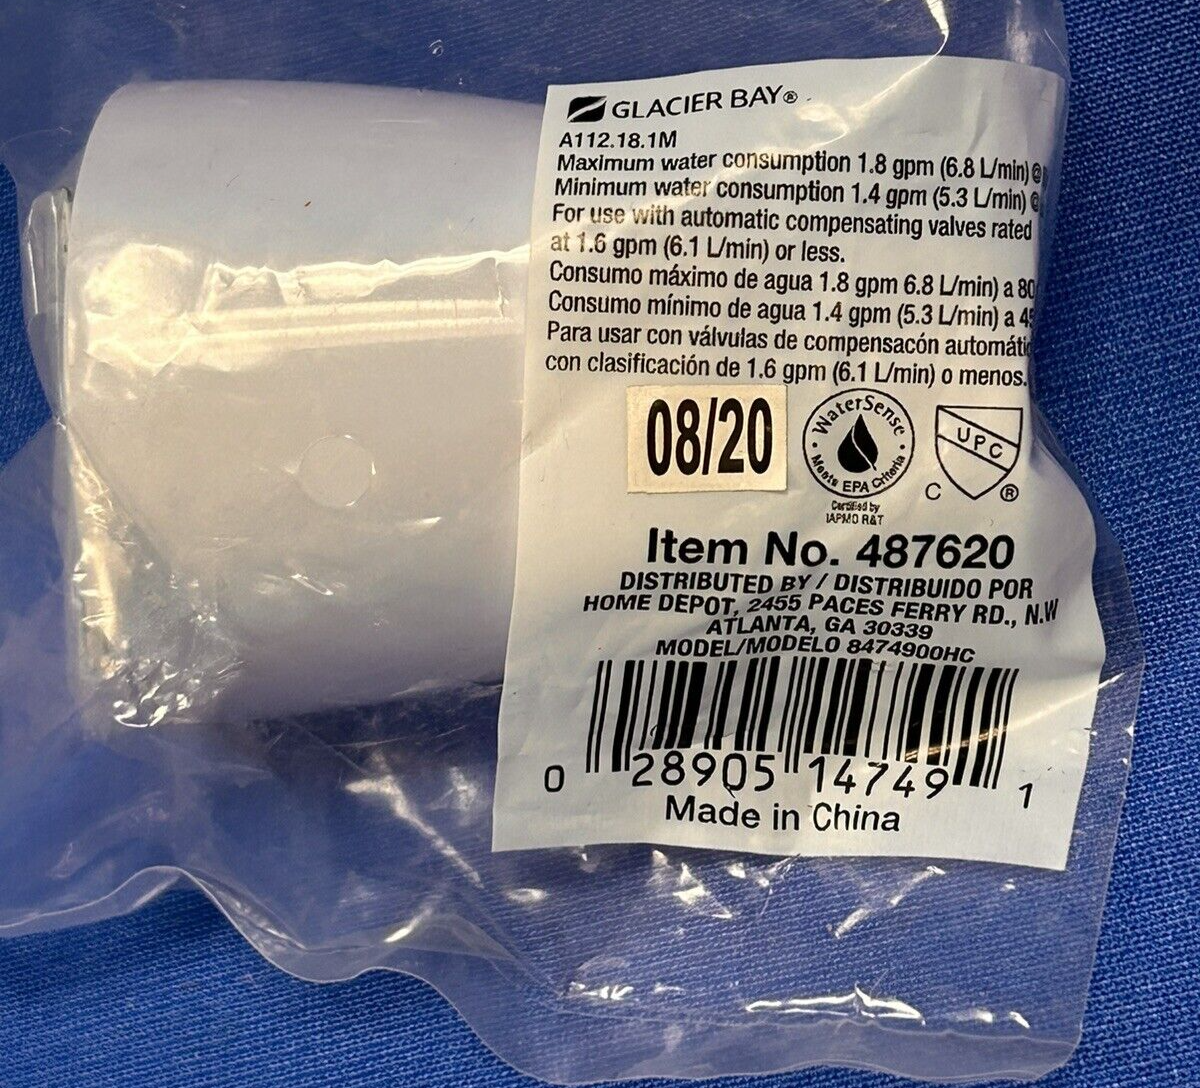 GLACIER BAY®
A112.18.1M
Maximum water consumption 1.8 gpm (6.8 L/min) @
Minimum water consumption 1.4 gpm (5.3 L/min) @
For use with automatic compensating valves rated
at 1.6 gpm (6.1 L/min) or less.
Consumo máximo de agua 1.8 gpm 6.8 L/min) a 80
Consumo mínimo de agua 1.4 gpm (5.3 L/min) a 45
Para usar con válvulas de compensacón automátic
con clasificación de 1.6 gpm (6.1 L/min) o menos.
08/20
WaterSense
Meets EPA Criteria
Certified by
IAPMO R&T
UPC
C ®
Item No. 487620
DISTRIBUTED BY / DISTRIBUIDO POR
HOME DEPOT, 2455 PACES FERRY RD., N.W
ATLANTA, GA 30339
MODEL/MODELO 8474900HC
0 28905 14749 1
Made in China